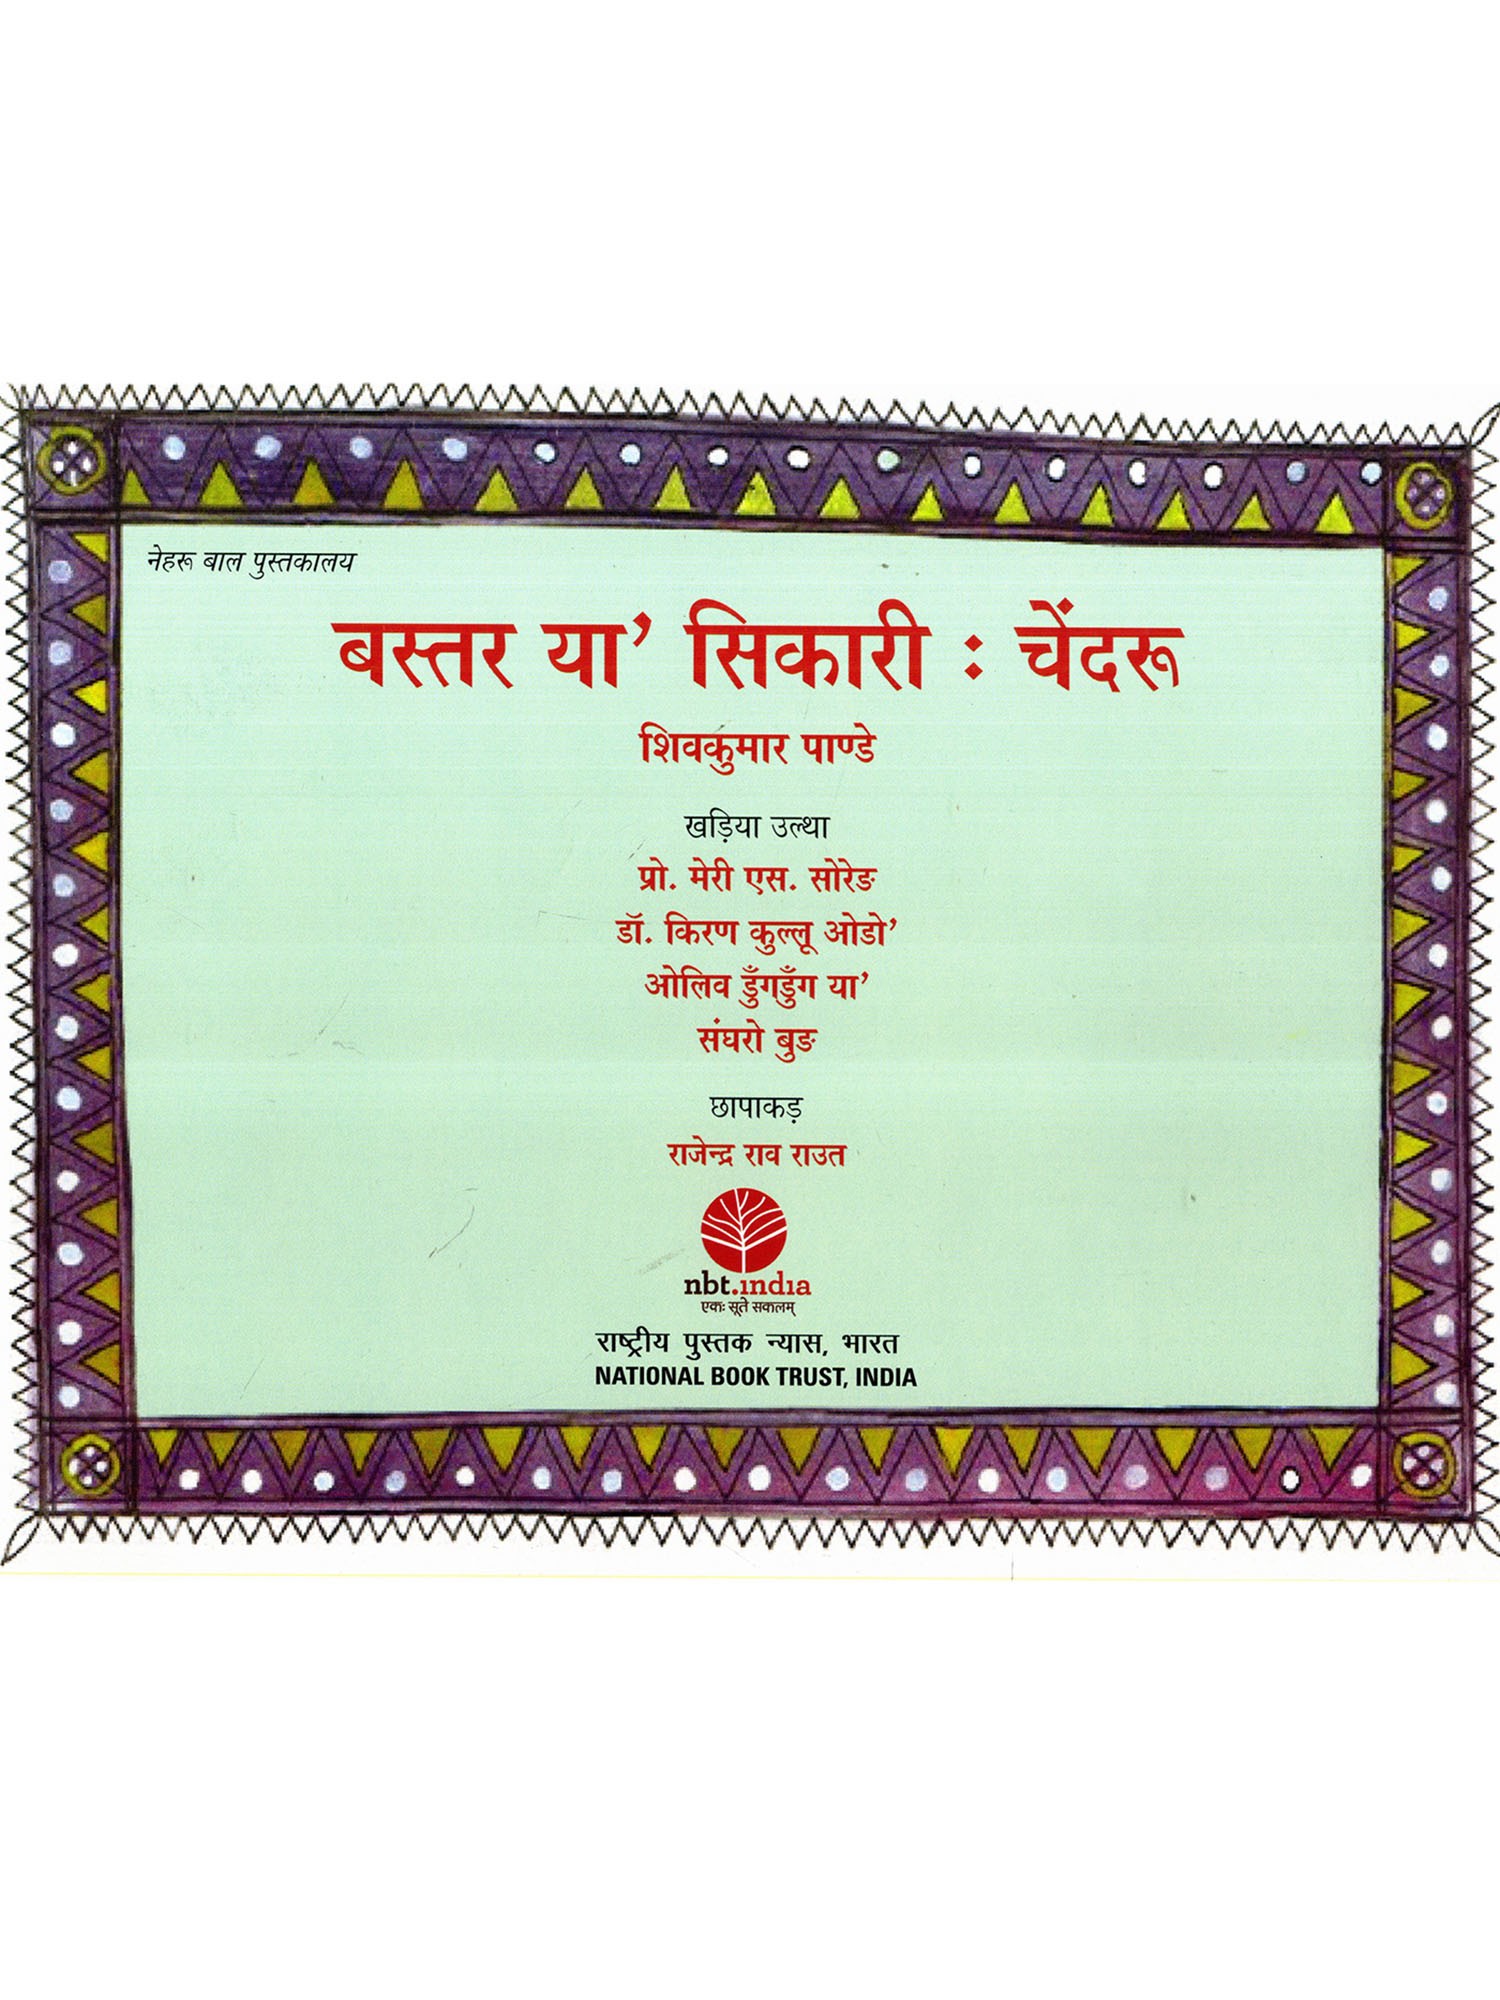 नेहरू बाल पुस्तकालय
बस्तर या’ सिकारी : चेंदरू
शिवकुमार पाण्डे
खड़िया उल्था
प्रो. मेरी एस. सोरेङ
डॉ. किरण कुल्लू ओडो’
ओलिव डुँगडुँग या’
संघरो बुङ
छापाकड़
राजेन्द्र राव राउत
nbt.india
एकः सूते सकलम्
राष्ट्रीय पुस्तक न्यास, भारत
NATIONAL BOOK TRUST, INDIA